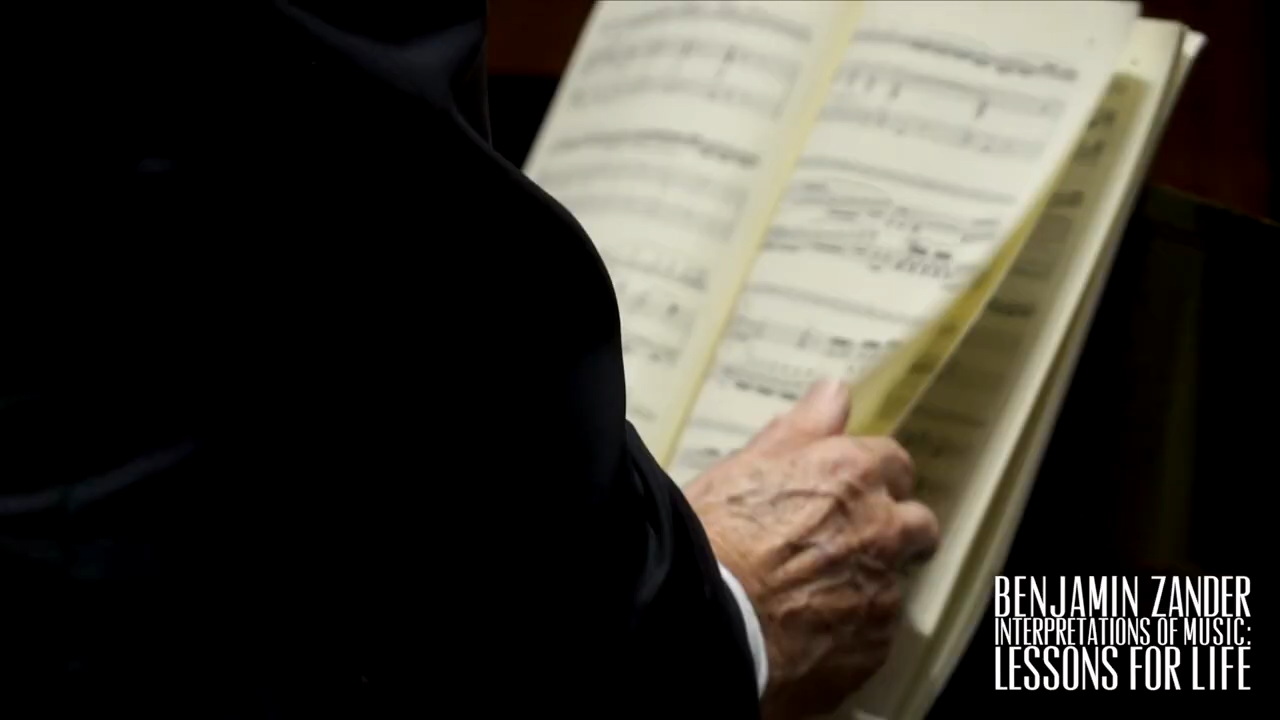 BENJAMIN ZANDER
INTERPRETATIONS OF MUSIC:
LESSONS FOR LIFE